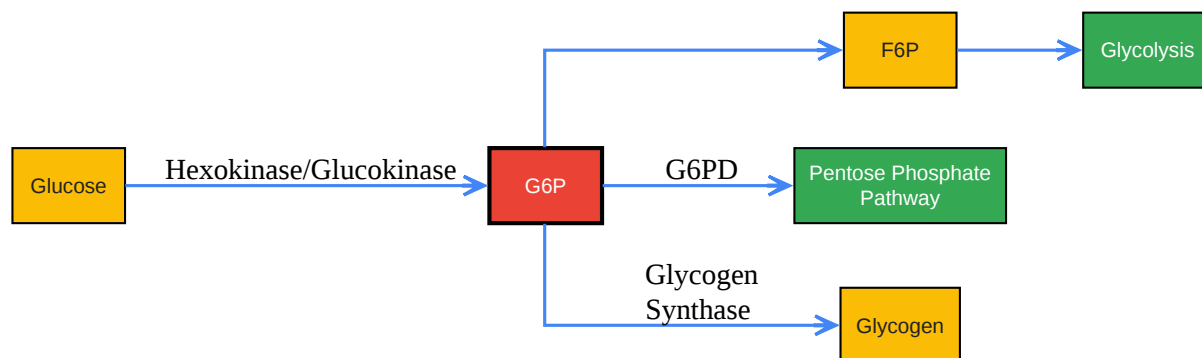 F6P
Glycolysis
Glucose
Hexokinase/Glucokinase
G6P
G6PD
Pentose Phosphate
Pathway
Glycogen
Synthase
Glycogen